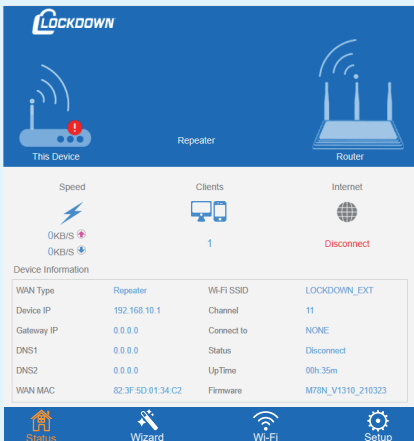 LOCKDOWN
!
Repeater
This Device
Router
Speed Clients Internet
0KB/S
0KB/S
1
Disconnect
Device Information
WAN Type Repeater Wi-Fi SSID LOCKDOWN_EXT
Device IP 192.168.10.1 Channel 11
Gateway IP 0.0.0.0 Connect to NONE
DNS1 0.0.0.0 Status Disconnect
DNS2 0.0.0.0 UpTime 00h:35m
WAN MAC 82:3F:5D:01:34:C2 Firmware M78N_V1310_210323
Status Wizard Wi-Fi Setup